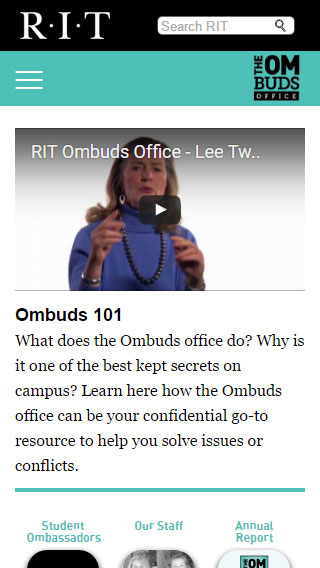 R·I·T
Search RIT
THE OM
BUDS
OFFICE
RIT Ombuds Office - Lee Tw..
Ombuds 101
What does the Ombuds office do? Why is
it one of the best kept secrets on
campus? Learn here how the Ombuds
office can be your confidential go-to
resource to help you solve issues or
conflicts.
Student
Ombassadors
Our Staff
Annual
Report
THE OM